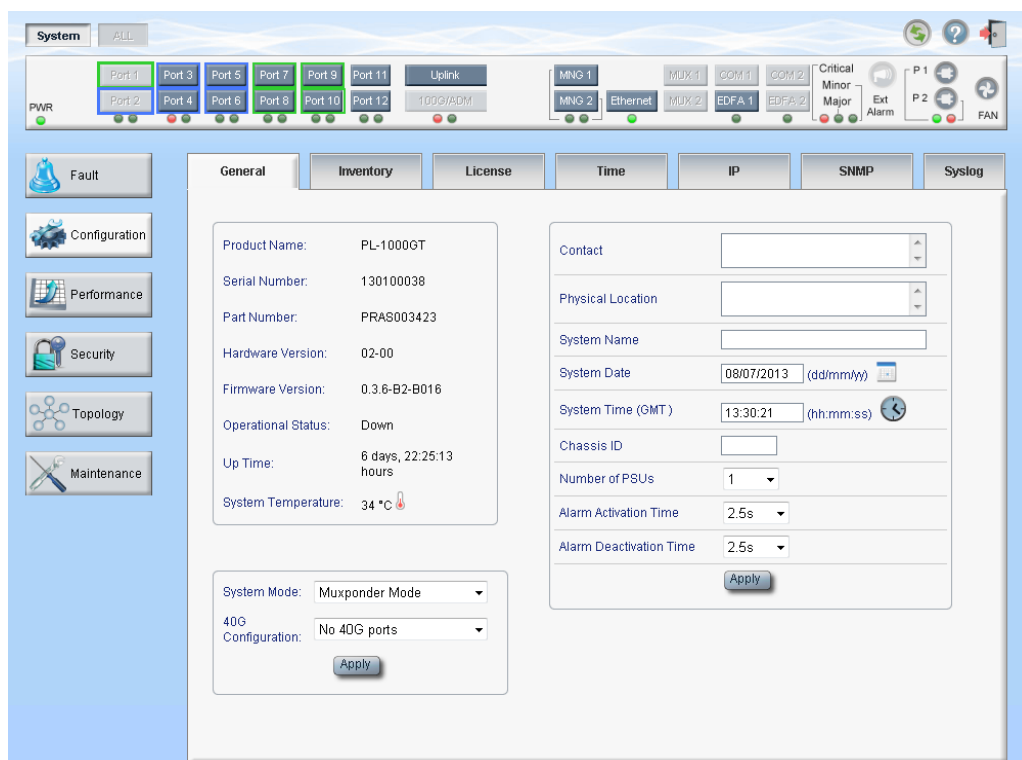 System ALL
Port 1 Port 3 Port 5 Port 7 Port 9 Port 11 Uplink MNG 1 MUX 1 COM 1 COM 2 Critical P 1
Minor
PWR Port 2 Port 4 Port 6 Port 8 Port 10 Port 12 100G/ADM MNG 2 Ethernet MUX 2 EDFA 1 EDFA 2 Major Ext Alarm P 2 FAN
Fault
Configuration
Performance
Security
Topology
Maintenance
General Inventory License Time IP SNMP Syslog
Product Name: PL-1000GT
Serial Number: 130100038
Part Number: PRAS003423
Hardware Version: 02-00
Firmware Version: 0.3.6-B2-B016
Operational Status: Down
Up Time: 6 days, 22:25:13
hours
System Temperature: 34 °C
System Mode: Muxponder Mode
40G
Configuration: No 40G ports
Apply
Contact
Physical Location
System Name
System Date 08/07/2013 (dd/mm/yy)
System Time (GMT) 13:30:21 (hh:mm:ss)
Chassis ID
Number of PSUs 1
Alarm Activation Time 2.5s
Alarm Deactivation Time 2.5s
Apply